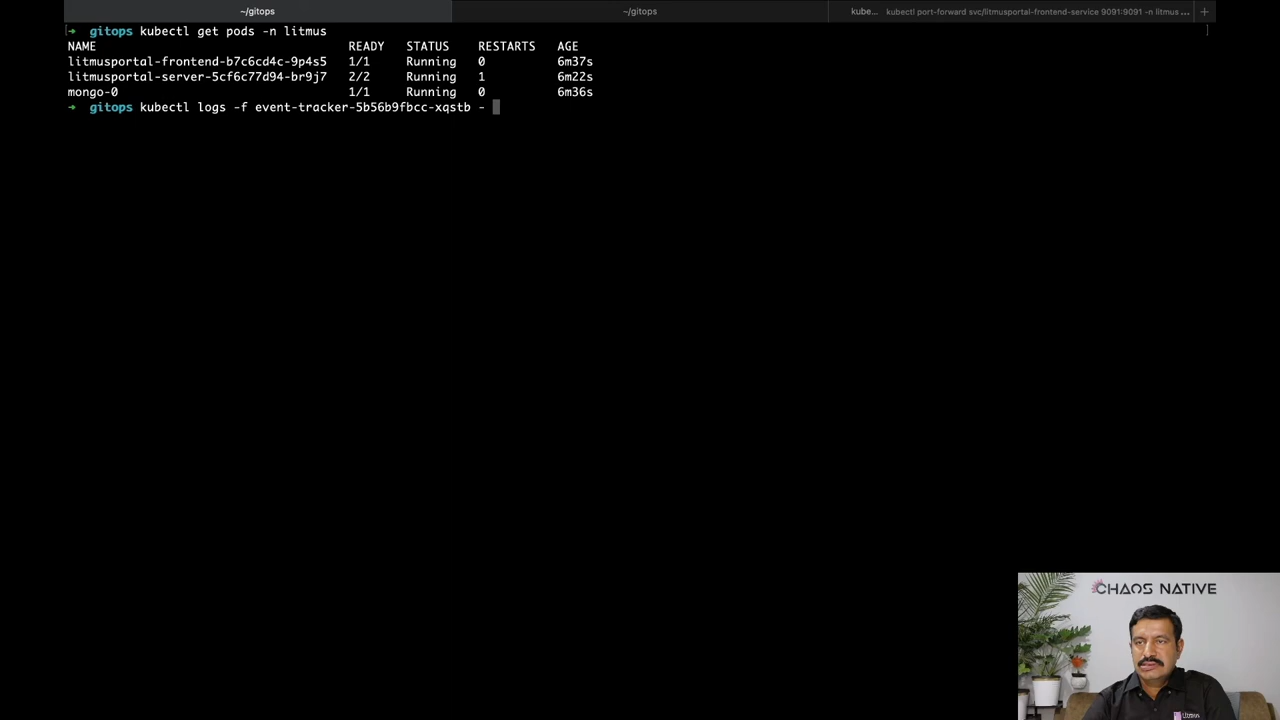 ~/gitops
~/gitops
kube... kubectl port-forward svc/litmusportal-frontend-service 9091:9091 -n litmus ... +
➜ gitops kubectl get pods -n litmus
NAME READY STATUS RESTARTS AGE
litmusportal-frontend-b7c6cd4c-9p4s5 1/1 Running 0 6m37s
litmusportal-server-5cf6c77d94-br9j7 2/2 Running 1 6m22s
mongo-0 1/1 Running 0 6m36s
➜ gitops kubectl logs -f event-tracker-5b56b9fbcc-xqstb -
CHAOS NATIVE
Litmus